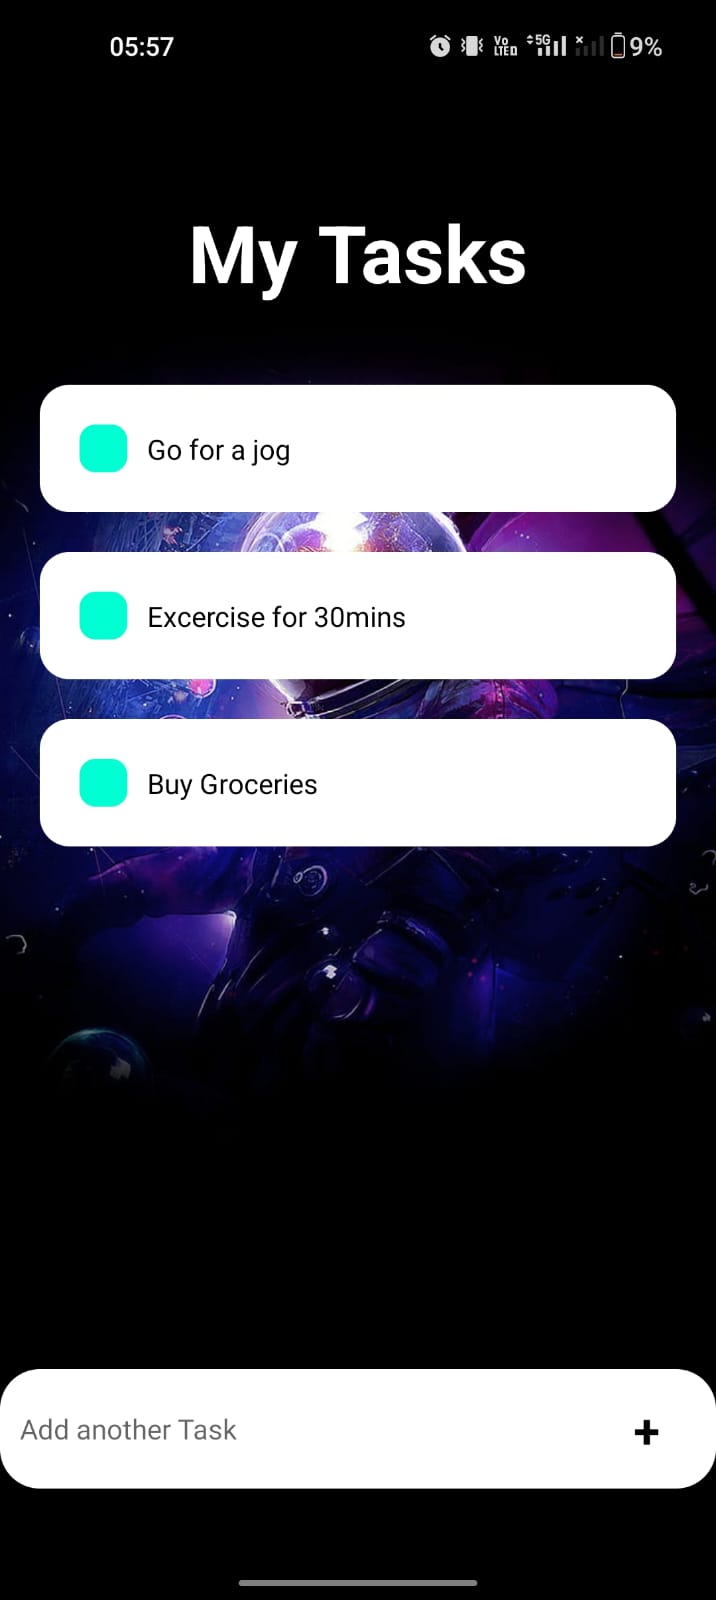 05:57 Vo LTE 5G 9%
My Tasks
Go for a jog
Excercise for 30mins
Buy Groceries
Add another Task +